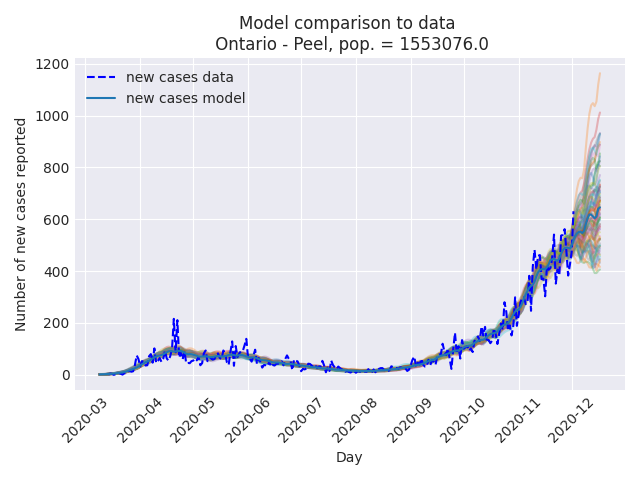 Model comparison to data
Ontario - Peel, pop. = 1553076.0
new cases data
new cases model
Number of new cases reported
1200
1000
800
600
400
200
0
2020-03
2020-04
2020-05
2020-06
2020-07
2020-08
2020-09
2020-10
2020-11
2020-12
Day